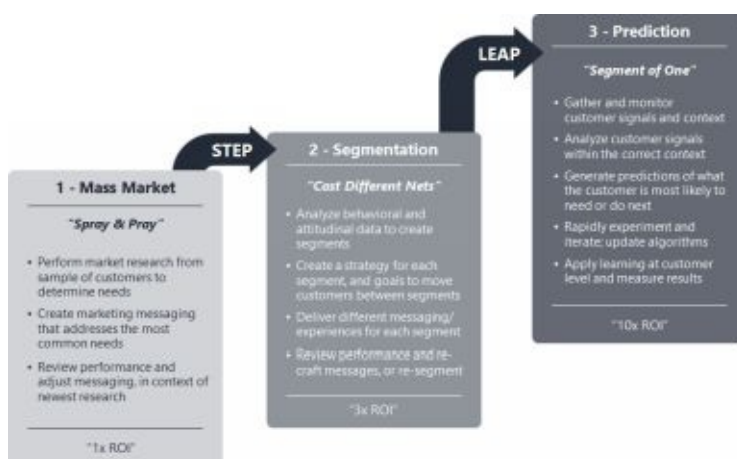 1 - Mass Market
"Spray & Pray"
• Perform market research from
sample of customers to
determine needs
• Create marketing messaging
that addresses the most
common needs
• Review performance and
adjust messaging, in context of
newest research
"1x ROI"
STEP
2 - Segmentation
"Cast Different Nets"
• Analyze behavioral and
attitudinal data to create
segments
• Create a strategy for each
segment, and goals to move
customers between segments
• Deliver different messaging/
experiences for each segment
• Review performance and re-
craft messages, or re-segment
"3x ROI"
LEAP
3 - Prediction
"Segment of One"
• Gather and monitor
customer signals and context
• Analyze customer signals
within the correct context
• Generate predictions of what
the customer is most likely to
need or do next
• Rapidly experiment and
iterate; update algorithms
• Apply learning at customer
level and measure results
"10x ROI"